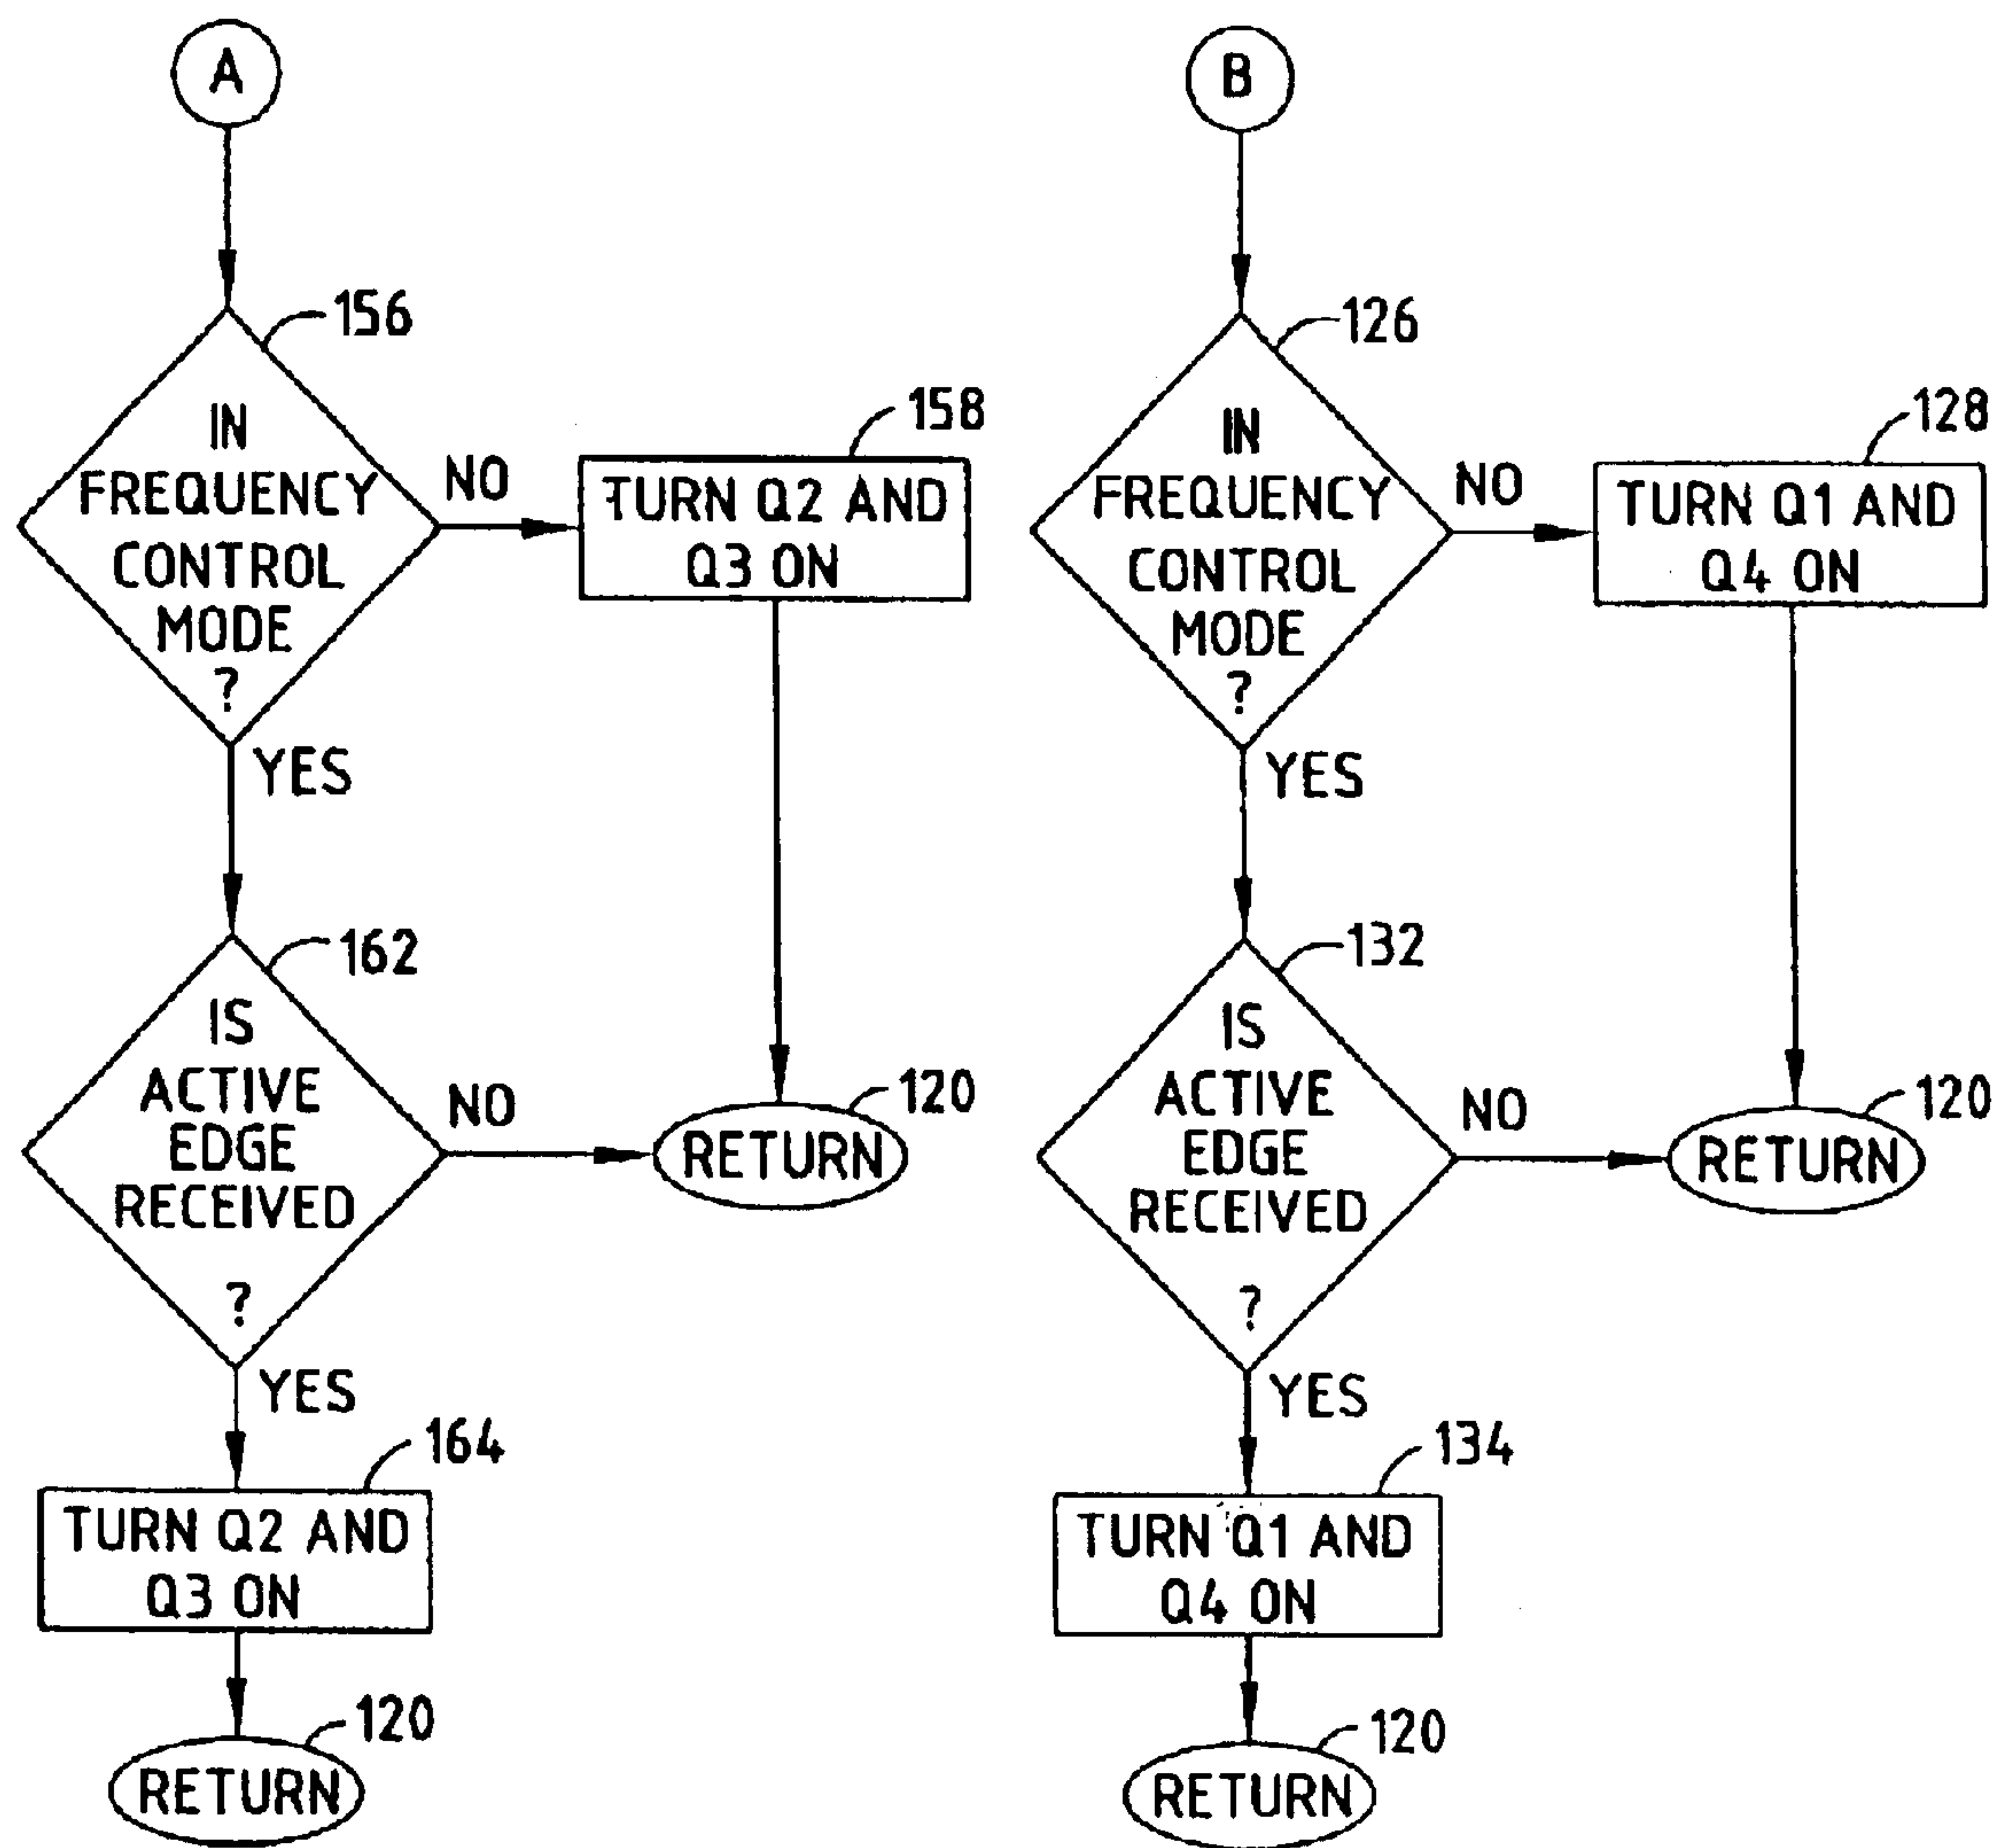 A
156
IN
FREQUENCY
CONTROL
MODE
?
NO
158
TURN Q2 AND
Q3 ON
YES
162
IS
ACTIVE
EDGE
RECEIVED
?
NO
120
RETURN
YES
164
TURN Q2 AND
Q3 ON
120
RETURN
B
126
IN
FREQUENCY
CONTROL
MODE
?
NO
128
TURN Q1 AND
Q4 ON
YES
132
IS
ACTIVE
EDGE
RECEIVED
?
NO
120
RETURN
YES
134
TURN Q1 AND
Q4 ON
120
RETURN